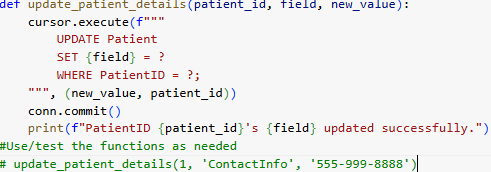 def update_patient_details(patient_id, field, new_value):
    cursor.execute(f"""
        UPDATE Patient
        SET {field} = ?
        WHERE PatientID = ?;
    """, (new_value, patient_id))
    conn.commit()
    print(f"PatientID {patient_id}'s {field} updated successfully.")
#Use/test the functions as needed
# update_patient_details(1, 'ContactInfo', '555-999-8888')